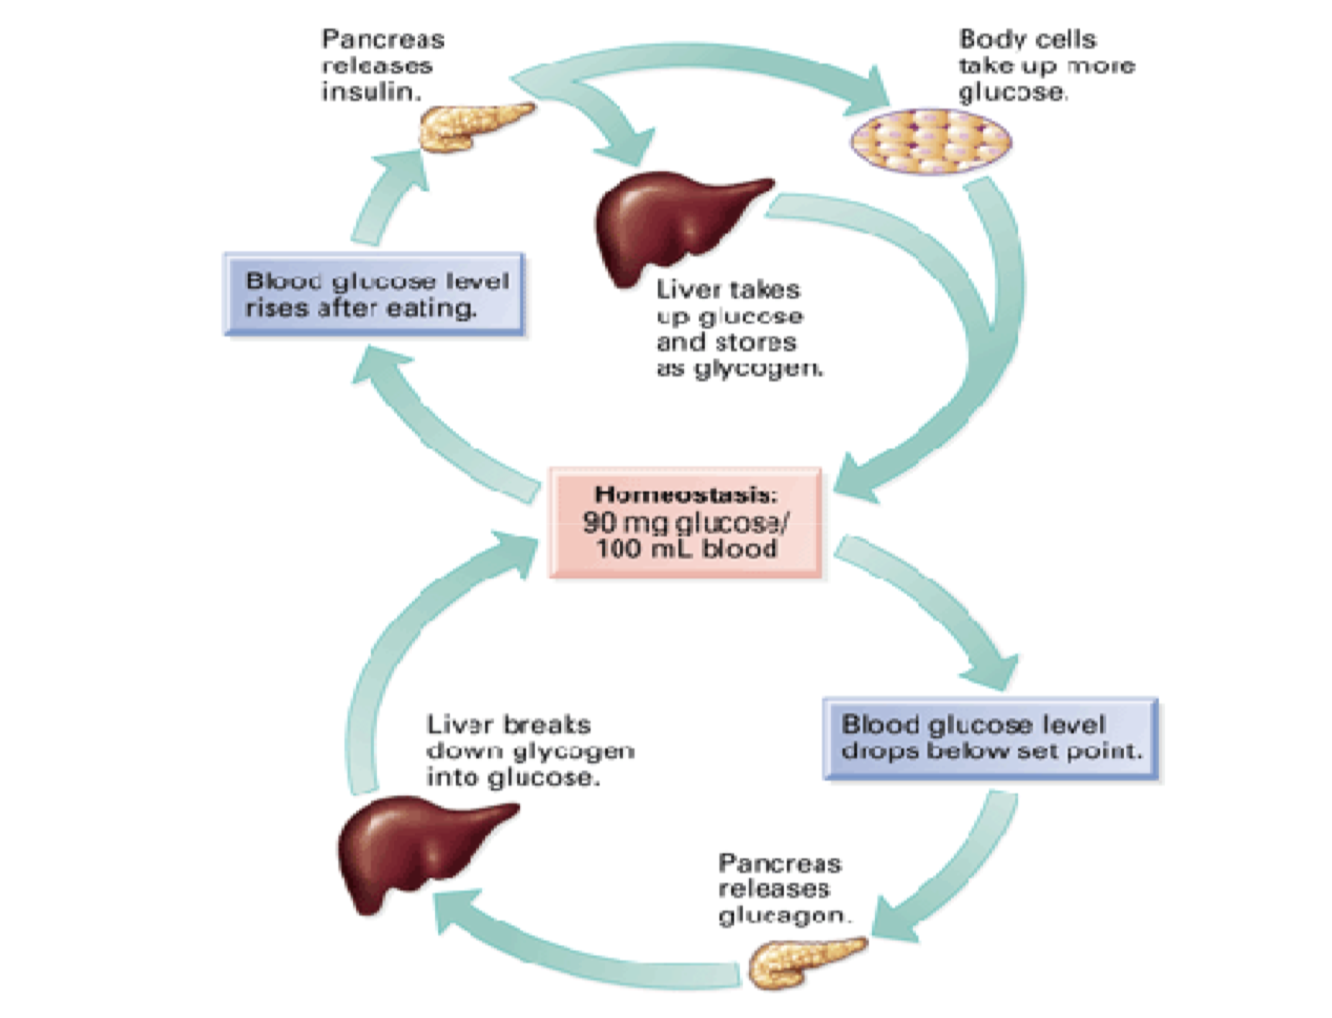 Pancreas
releases
insulin.
Body cells
take up more
glucose.
Blood glucose level
rises after eating.
Liver takes
up glucose
and stores
as glycogen.
Homeostasis:
90 mg glucose/
100 mL blood
Liver breaks
down glycogen
into glucose.
Blood glucose level
drops below set point.
Pancreas
releases
glucagon.